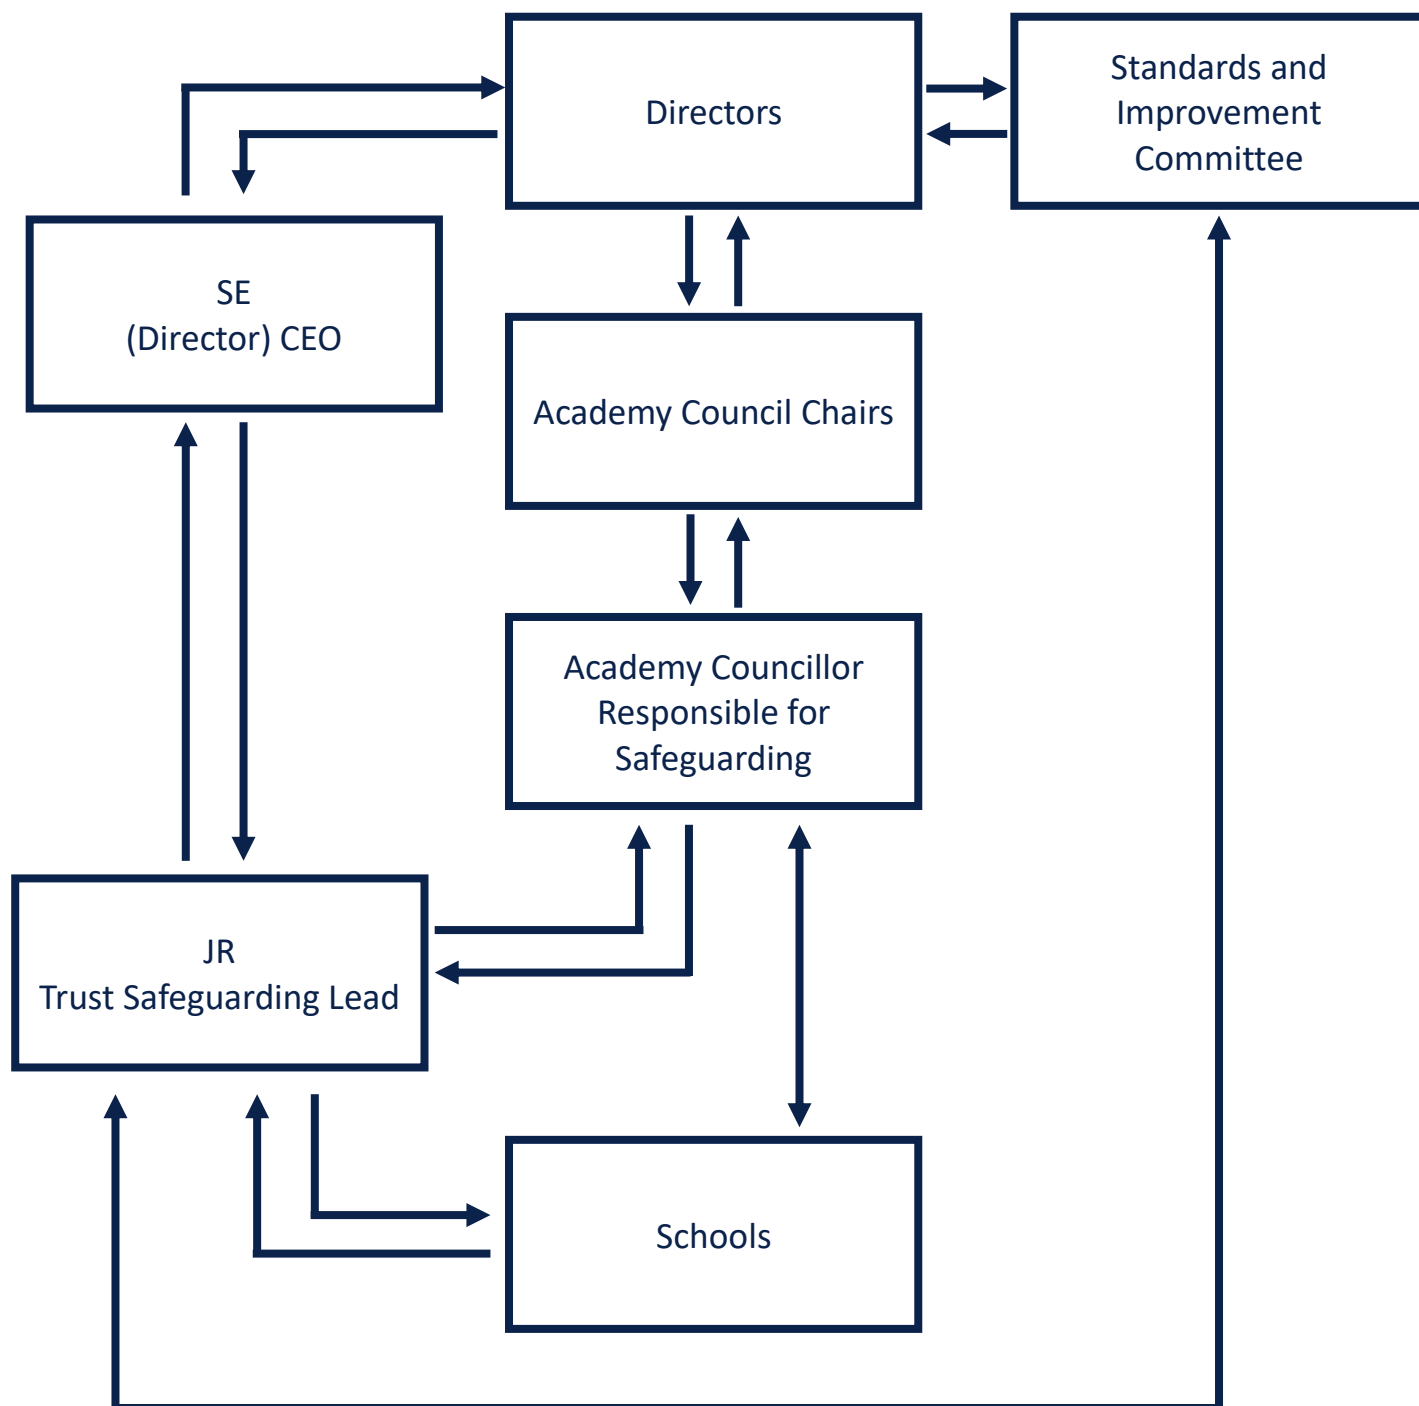 Directors
Standards and
Improvement
Committee
SE
(Director) CEO
Academy Council Chairs
Academy Councillor
Responsible for
Safeguarding
JR
Trust Safeguarding Lead
Schools